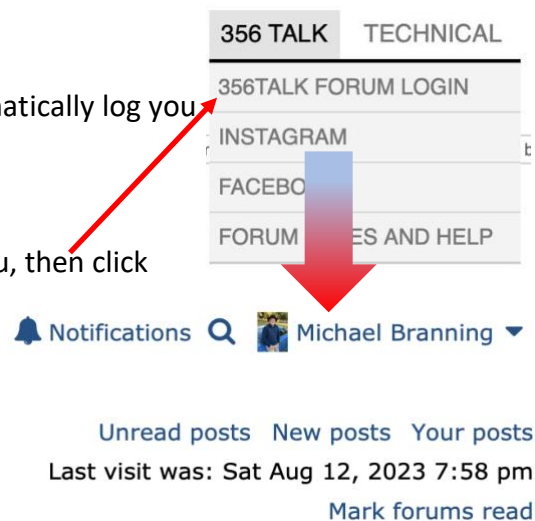 356 TALK TECHNICAL
356TALK FORUM LOGIN
atically log you
INSTAGRAM
FACEBO
u, then click
FORUM ES AND HELP
Notifications Michael Branning
Unread posts New posts Your posts
Last visit was: Sat Aug 12, 2023 7:58 pm
Mark forums read